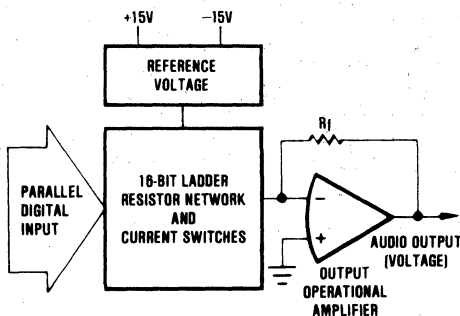 +15V
−15V
REFERENCE
VOLTAGE
PARALLEL
DIGITAL
INPUT
16-BIT LADDER
RESISTOR NETWORK
AND
CURRENT SWITCHES
Rf
−
+
AUDIO OUTPUT
(VOLTAGE)
OUTPUT
OPERATIONAL
AMPLIFIER